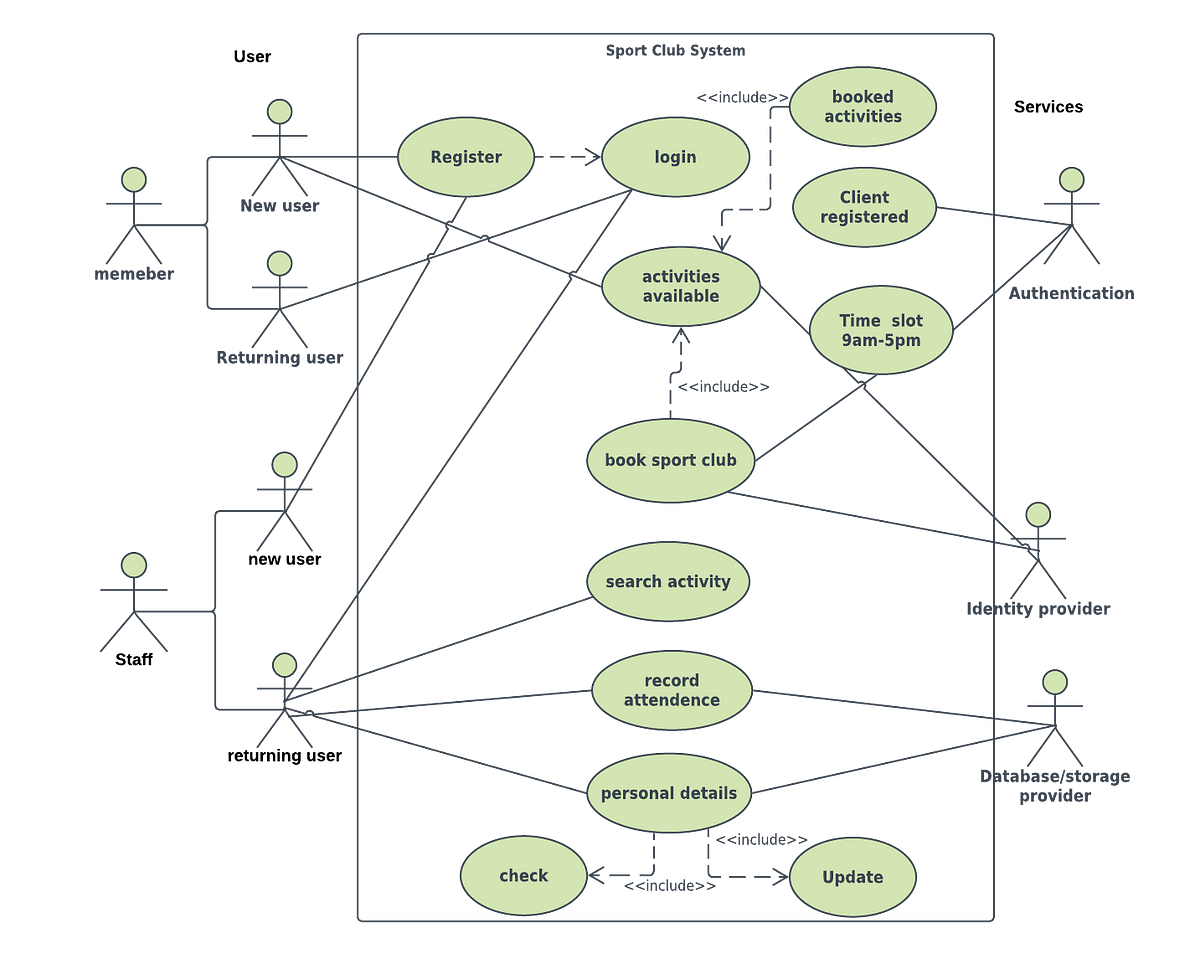 Sport Club System
User
Services
<<include>>
booked
activities
Register
login
New user
memeber
Client
registered
Authentication
activities
available
Time slot
9am-5pm
Returning user
<<include>>
book sport club
new user
search activity
Identity provider
Staff
record
attendence
returning user
Database/storage
provider
personal details
<<include>>
check
<<include>>
Update